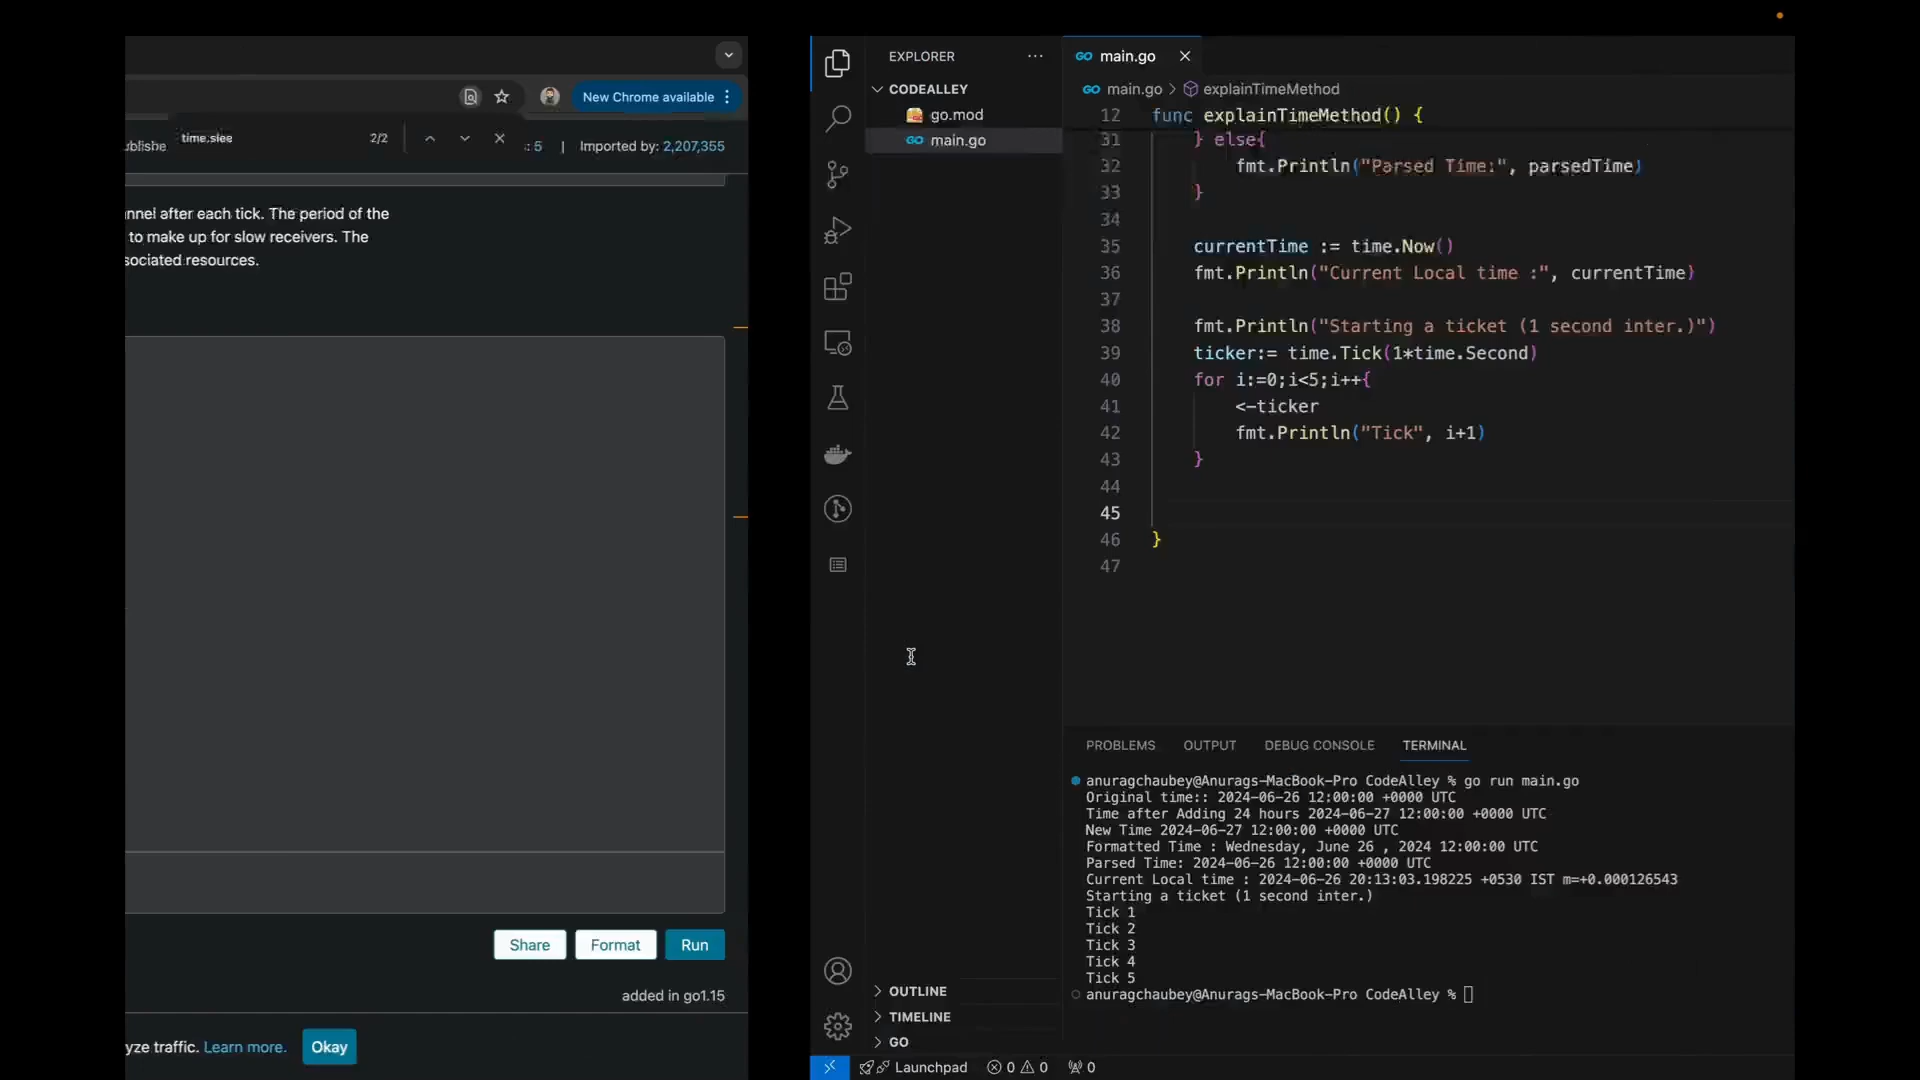 New Chrome available
ublishe
time.slee
2/2
: 5 | Imported by: 2,207,355
nnel after each tick. The period of the
to make up for slow receivers. The
sociated resources.
Share
Format
Run
added in go1.15
yze traffic. Learn more.
Okay
EXPLORER
CODEALLEY
go.mod
main.go
OUTLINE
TIMELINE
GO
main.go
main.go > explainTimeMethod
12 func explainTimeMethod() {
31 } else{
32 fmt.Println("Parsed Time:", parsedTime)
33 }
34
35 currentTime := time.Now()
36 fmt.Println("Current Local time :", currentTime)
37
38 fmt.Println("Starting a ticket (1 second inter.)")
39 ticker:= time.Tick(1*time.Second)
40 for i:=0;i<5;i++{
41 <-ticker
42 fmt.Println("Tick", i+1)
43 }
44
45
46 }
47
PROBLEMS OUTPUT DEBUG CONSOLE TERMINAL
anuragchaubey@Anurags-MacBook-Pro CodeAlley % go run main.go
Original time:: 2024-06-26 12:00:00 +0000 UTC
Time after Adding 24 hours 2024-06-27 12:00:00 +0000 UTC
New Time 2024-06-27 12:00:00 +0000 UTC
Formatted Time : Wednesday, June 26 , 2024 12:00:00 UTC
Parsed Time: 2024-06-26 12:00:00 +0000 UTC
Current Local time : 2024-06-26 20:13:03.198225 +0530 IST m=+0.000126543
Starting a ticket (1 second inter.)
Tick 1
Tick 2
Tick 3
Tick 4
Tick 5
anuragchaubey@Anurags-MacBook-Pro CodeAlley %
Launchpad 0 0 0